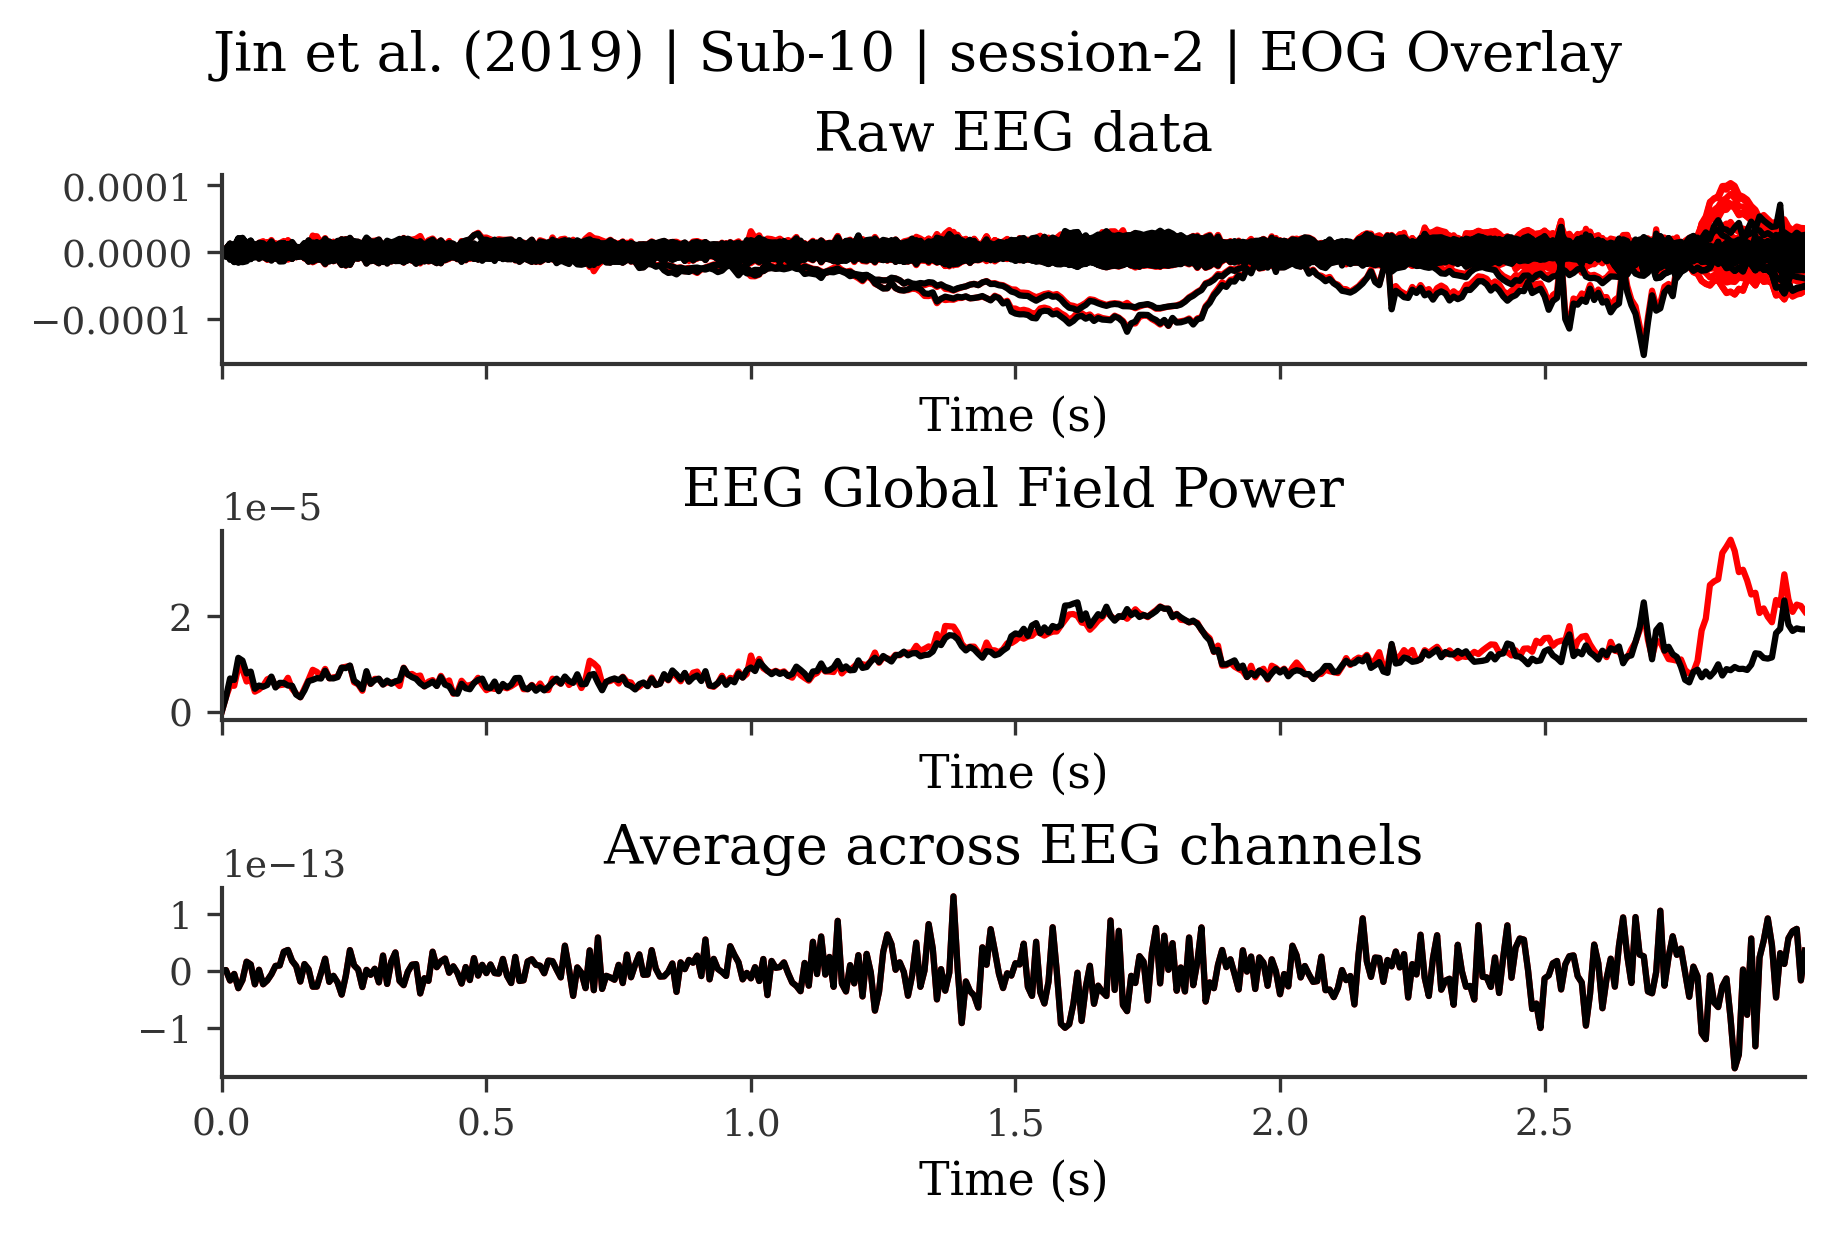 Jin et al. (2019) | Sub-10 | session-2 | EOG Overlay
Raw EEG data
0.0001
0.0000
−0.0001
Time (s)
EEG Global Field Power
1e−5
2
0
Time (s)
Average across EEG channels
1e−13
1
0
−1
0.0 0.5 1.0 1.5 2.0 2.5
Time (s)